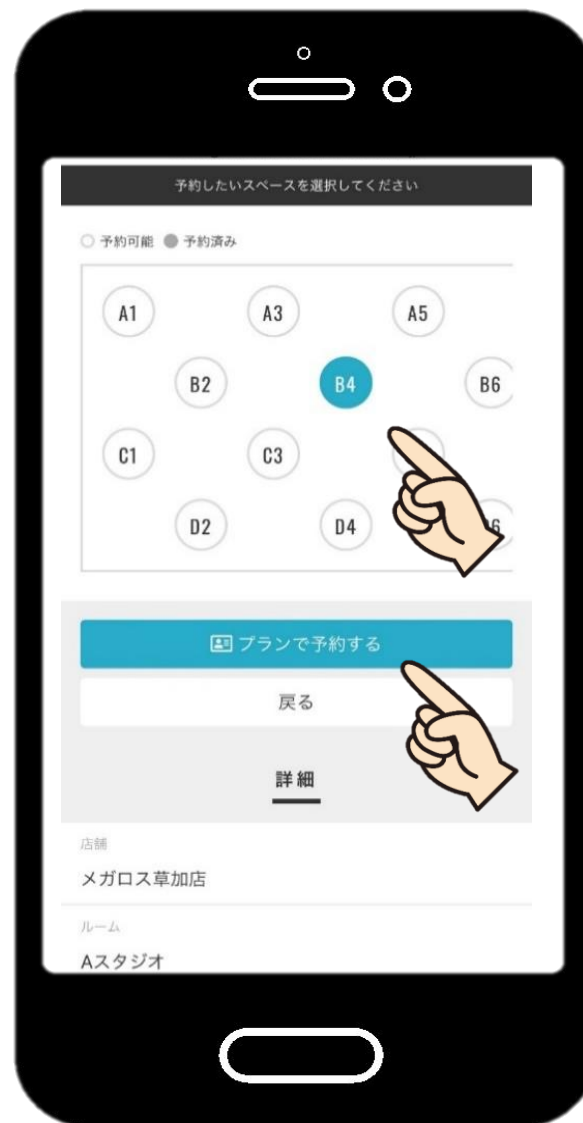 予約したいスペースを選択してください
予約可能 予約済み
A1 A3 A5
B2 B4 B6
C1 C3
D2 D4
プランで予約する
戻る
詳細
店舗
メガロス草加店
ルーム
Aスタジオ